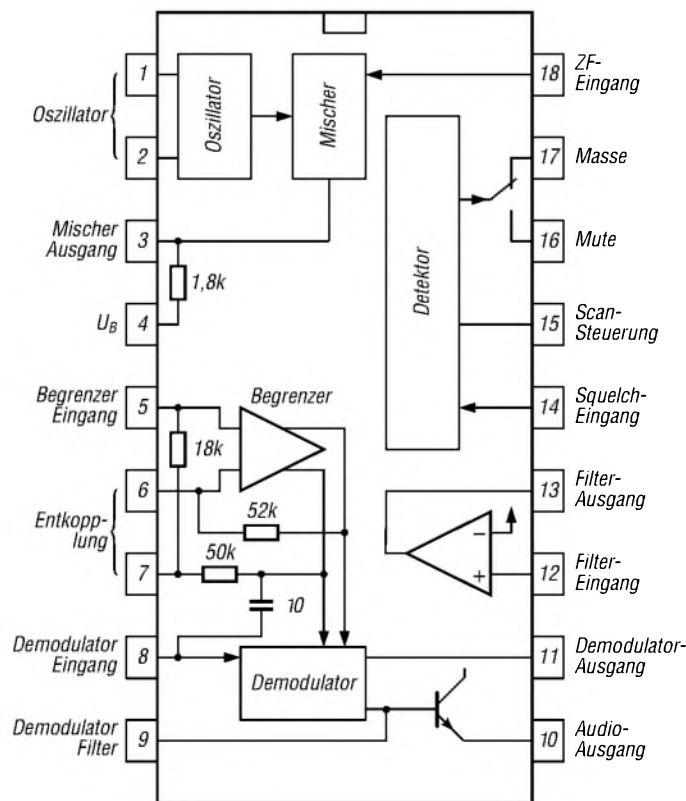 1
Oszillator
2
Oszillator
Mischer
18
ZF-
Eingang
17
Masse
16
Mute
Mischer
Ausgang
3
1,8k
U_B
4
Detektor
15
Scan-
Steuerung
Begrenzer
Eingang
5
Begrenzer
18k
14
Squelch-
Eingang
6
Entkopp-
lung
7
52k
50k
10
13
Filter-
Ausgang
−
+
12
Filter-
Eingang
Demodulator
Eingang
8
Demodulator
11
Demodulator-
Ausgang
Demodulator
Filter
9
10
Audio-
Ausgang